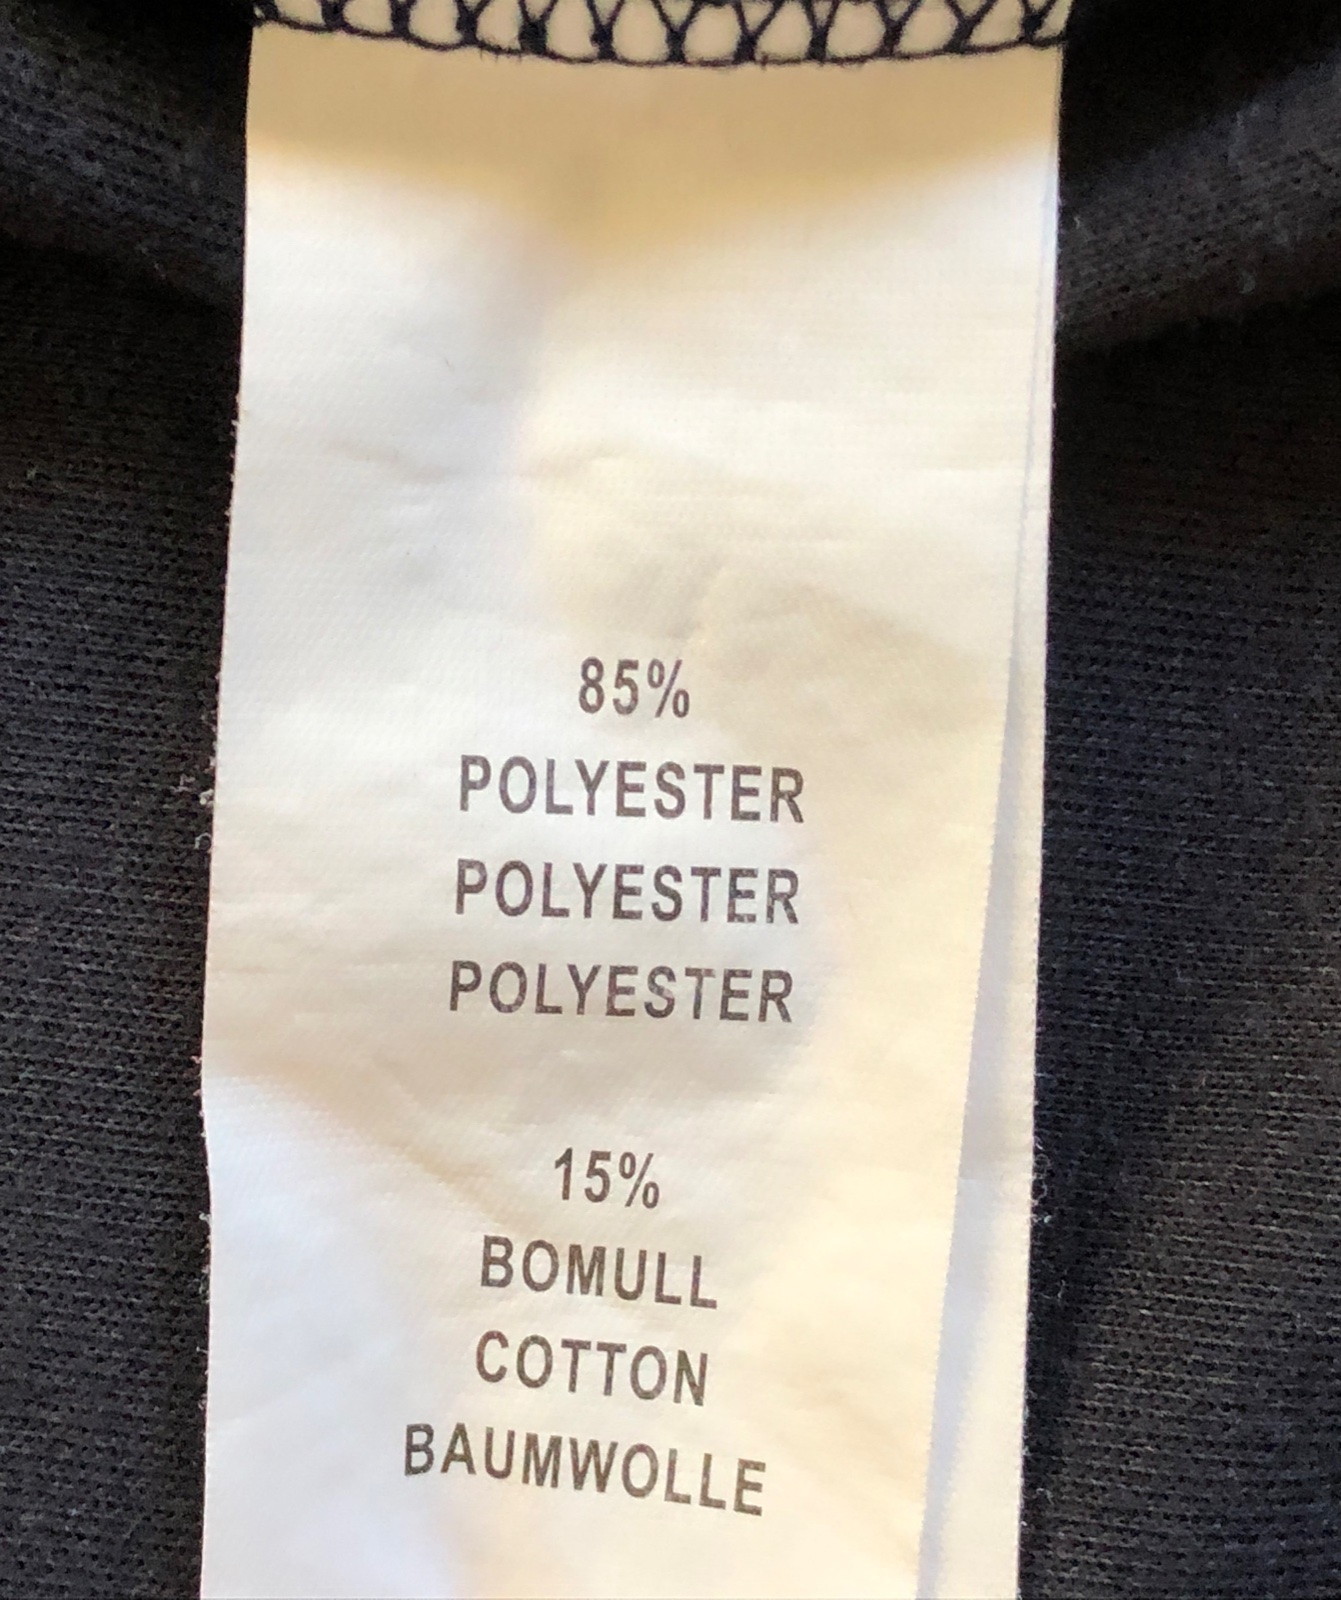 85%
POLYESTER
POLYESTER
POLYESTER
15%
BOMULL
COTTON
BAUMWOLLE